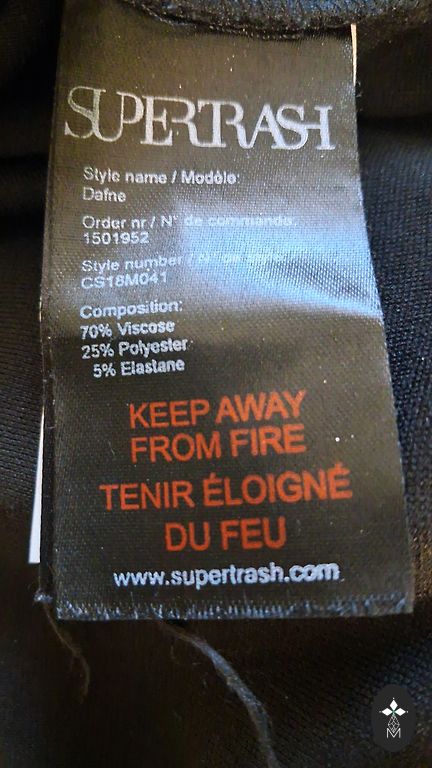 SUPERTRASH
Style name / Modèle:
Dafne
Order nr / N° de commande:
1501952
Style number / N° de
CS18M041
Composition:
70% Viscose
25% Polyester
5% Elastane
KEEP AWAY
FROM FIRE
TENIR ÉLOIGNÉ
DU FEU
www.supertrash.com
M